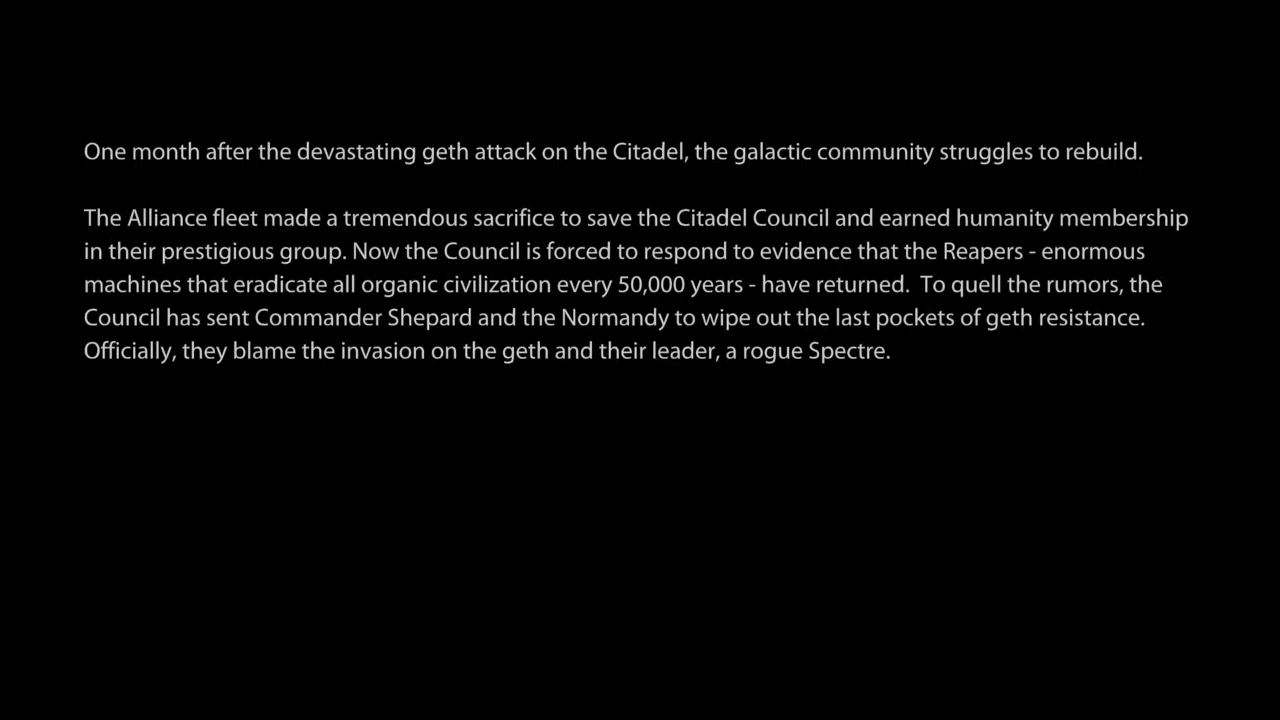 One month after the devastating geth attack on the Citadel, the galactic community struggles to rebuild.
The Alliance fleet made a tremendous sacrifice to save the Citadel Council and earned humanity membership
in their prestigious group. Now the Council is forced to respond to evidence that the Reapers - enormous
machines that eradicate all organic civilization every 50,000 years - have returned.  To quell the rumors, the
Council has sent Commander Shepard and the Normandy to wipe out the last pockets of geth resistance.
Officially, they blame the invasion on the geth and their leader, a rogue Spectre.